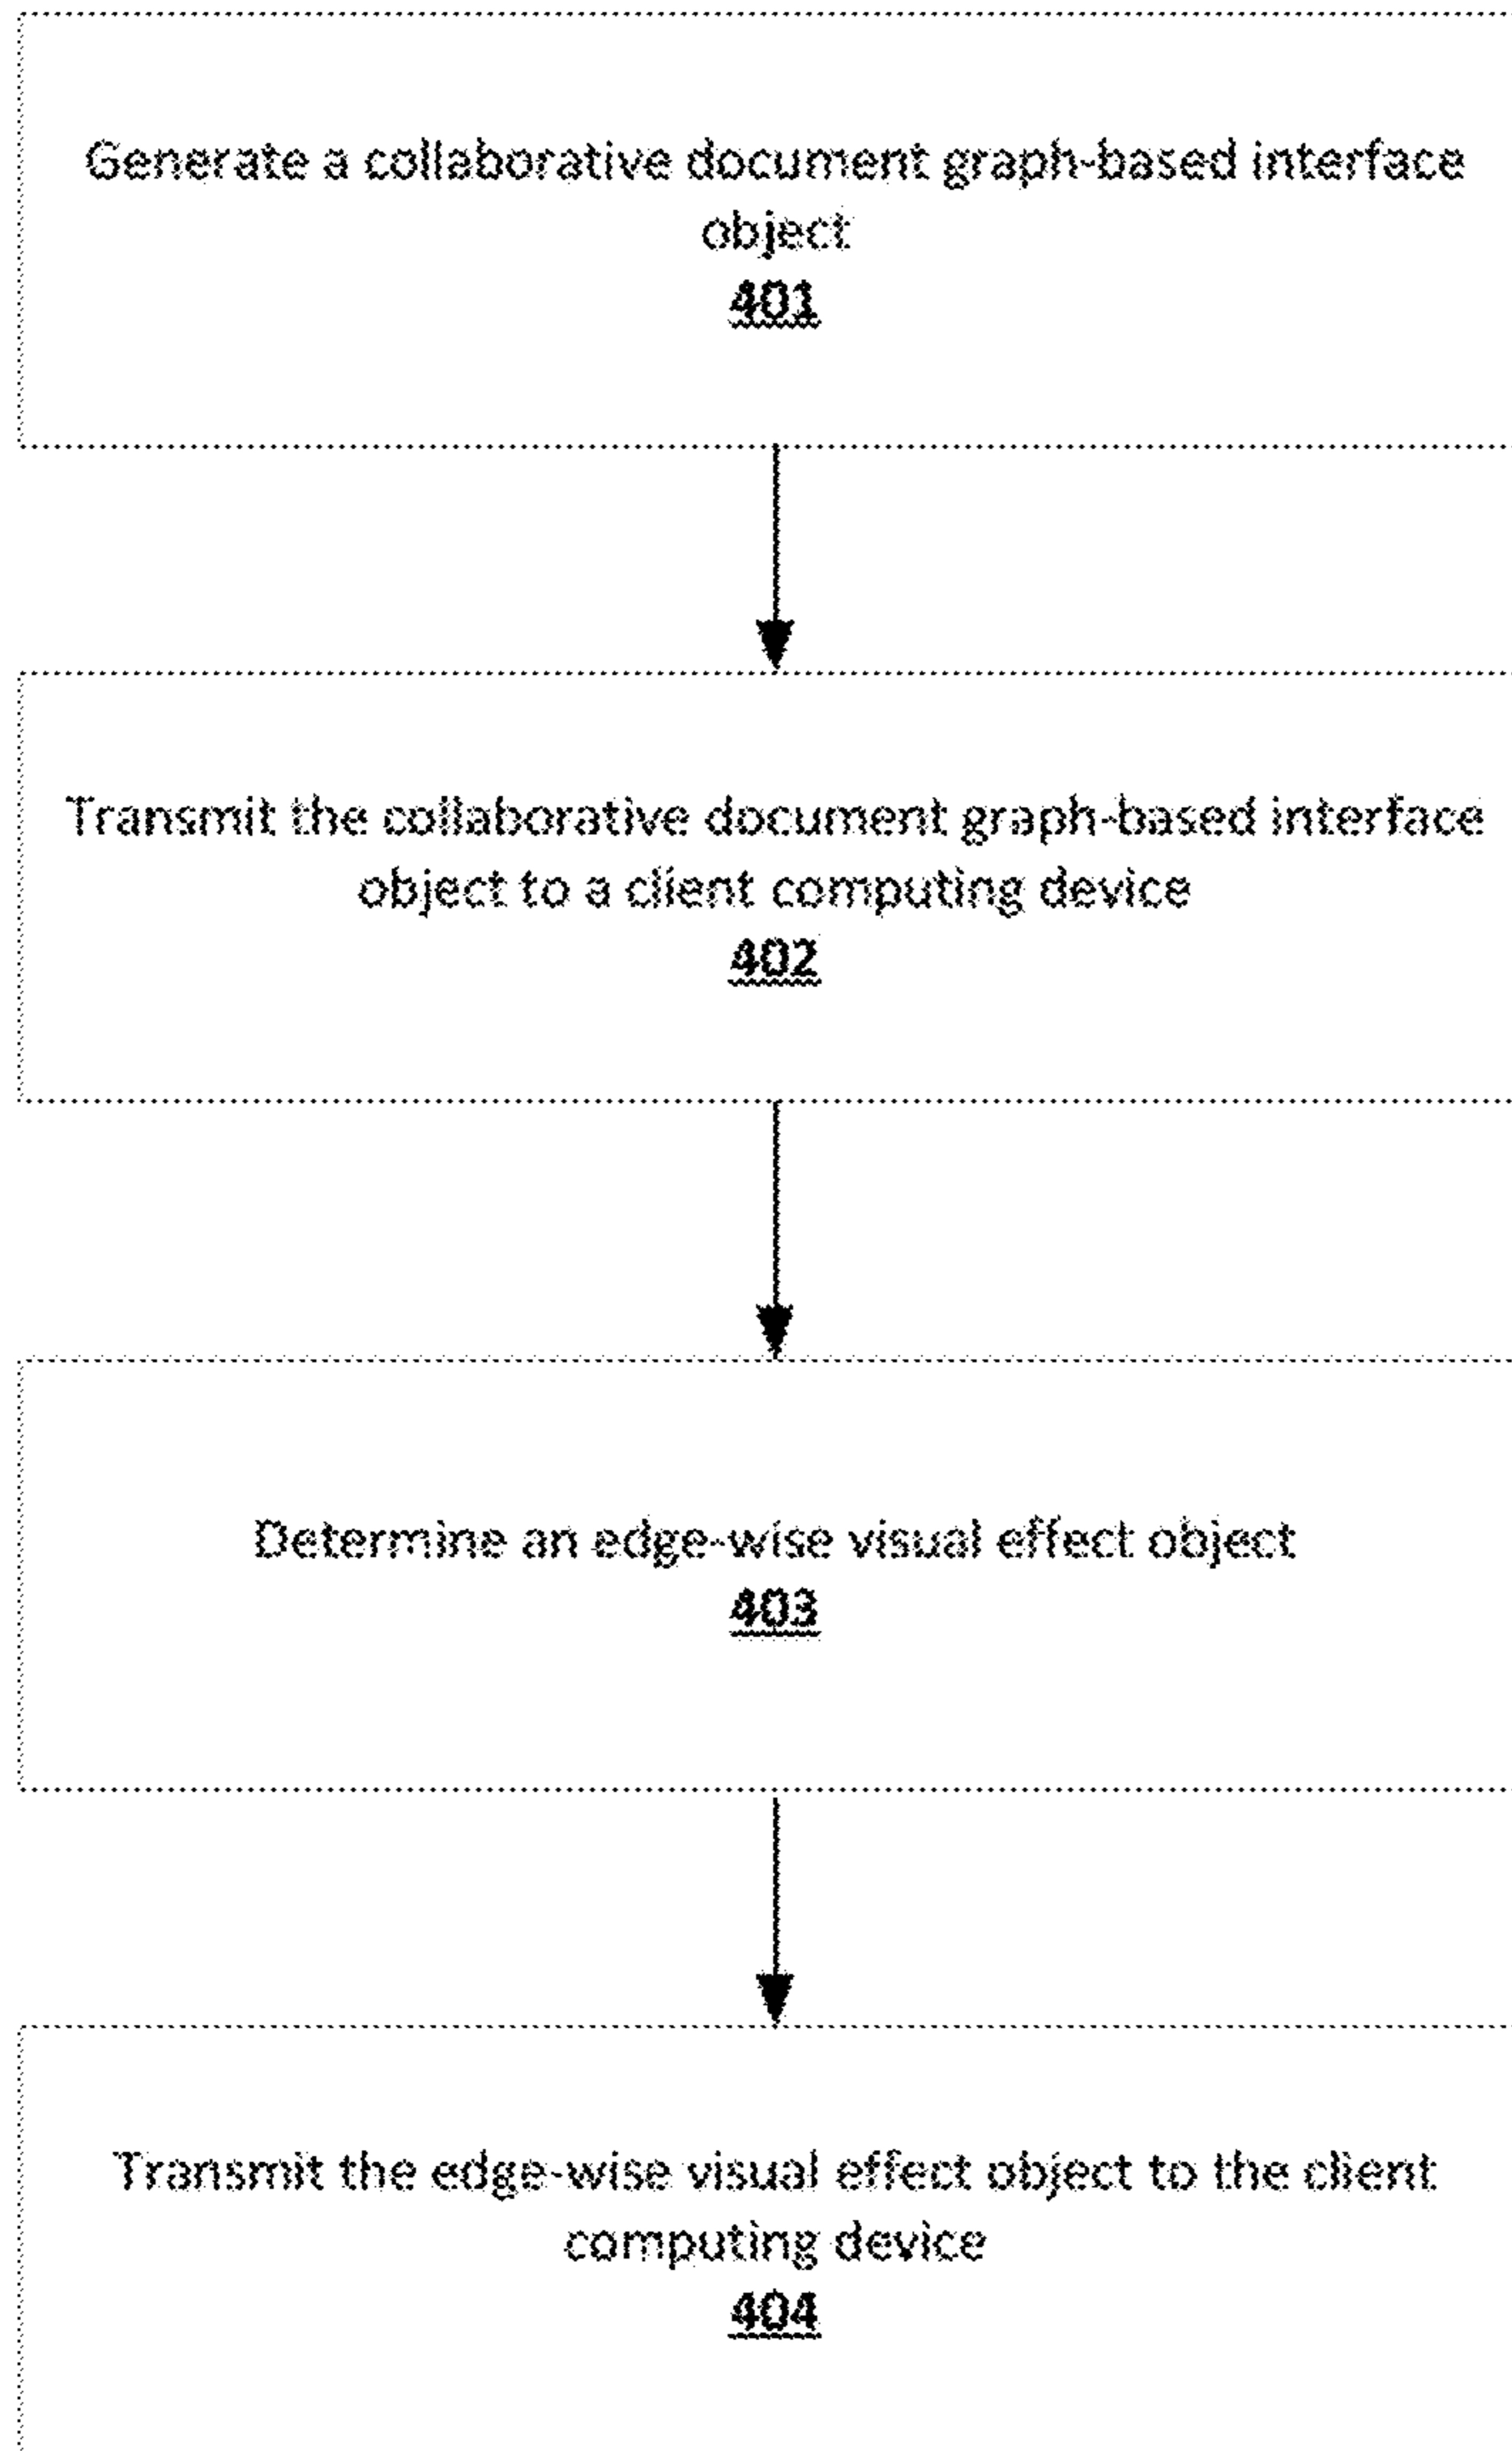 Generate a collaborative document graph-based interface
object
401
Transmit the collaborative document graph-based interface
object to a client computing device
402
Determine an edge-wise visual effect object
403
Transmit the edge-wise visual effect object to the client
computing device
404